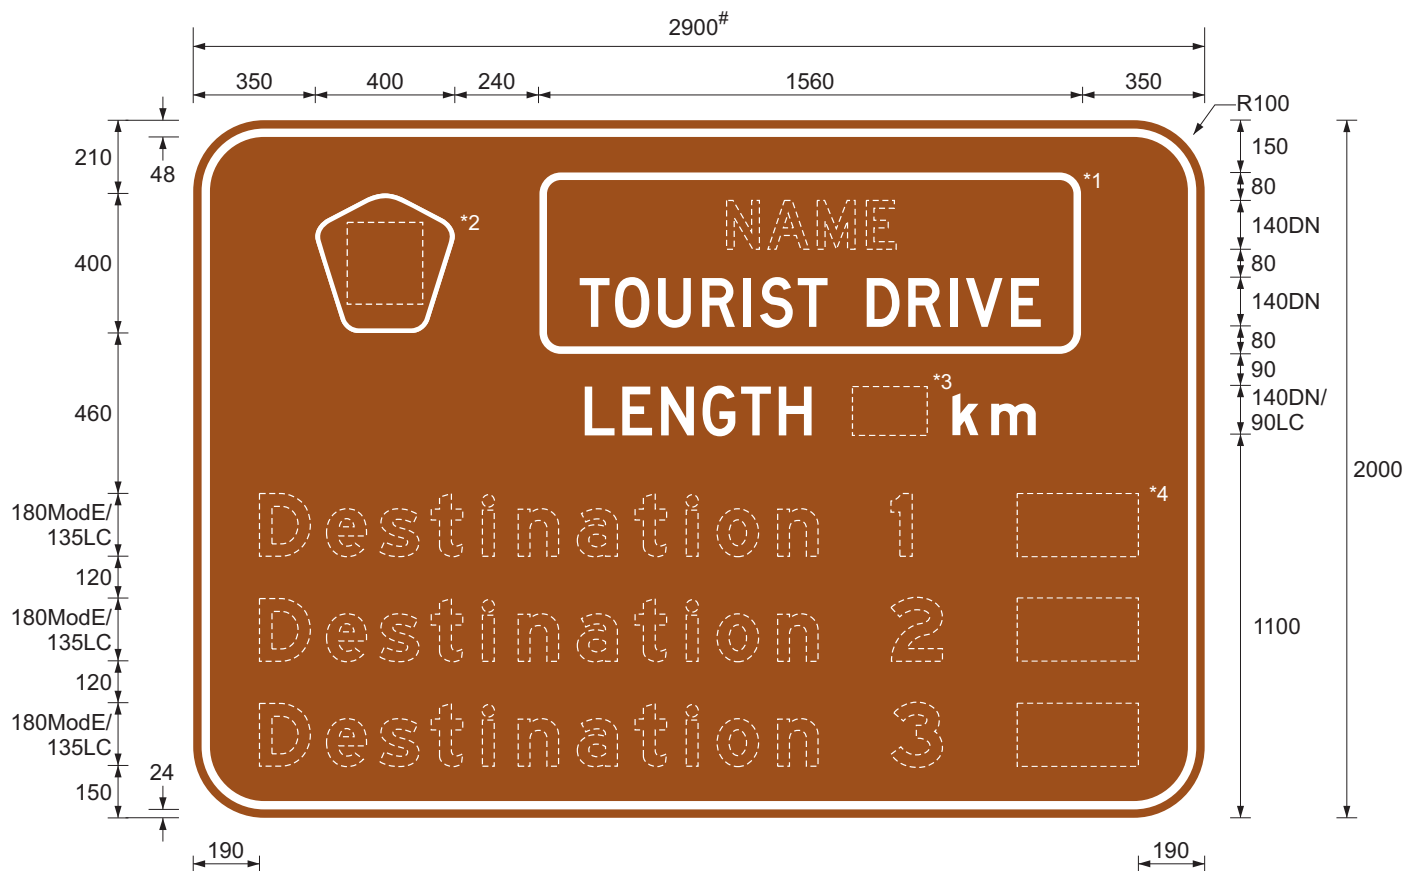 2900#
350 400 240 1560 350
R100
210
48
400
460
180ModE/
135LC
120
180ModE/
135LC
120
180ModE/
135LC
24
150
*2
*1
NAME
TOURIST DRIVE
LENGTH *3 km
Destination 1 *4
Destination 2
Destination 3
150
80
140DN
80
140DN
80
90
140DN/
90LC
1100
2000
190 190